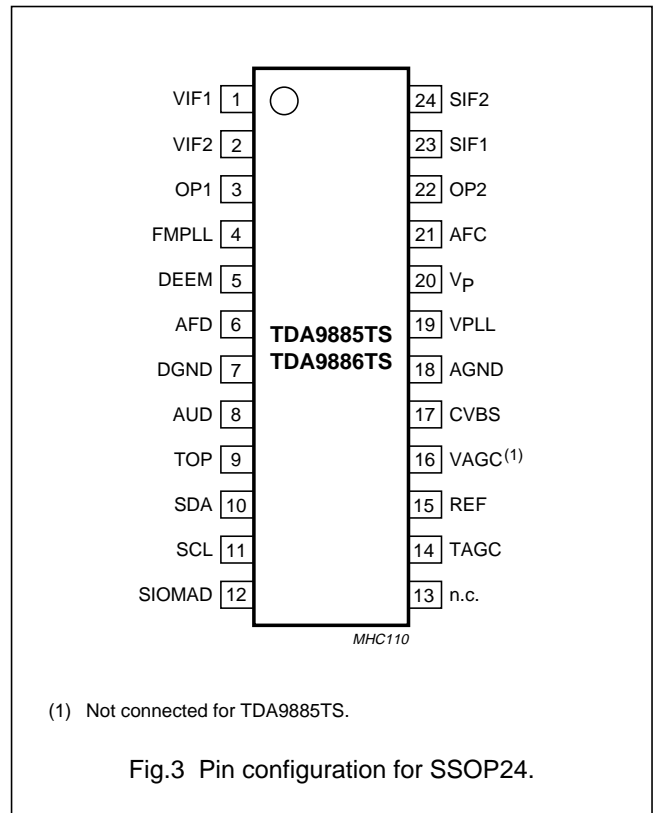 VIF1 1 24 SIF2
VIF2 2 23 SIF1
OP1 3 22 OP2
FMPLL 4 21 AFC
DEEM 5 20 VP
AFD 6 19 VPLL
TDA9885TS
TDA9886TS
DGND 7 18 AGND
AUD 8 17 CVBS
TOP 9 16 VAGC(1)
SDA 10 15 REF
SCL 11 14 TAGC
SIOMAD 12 13 n.c.
MHC110
(1) Not connected for TDA9885TS.
Fig.3 Pin configuration for SSOP24.